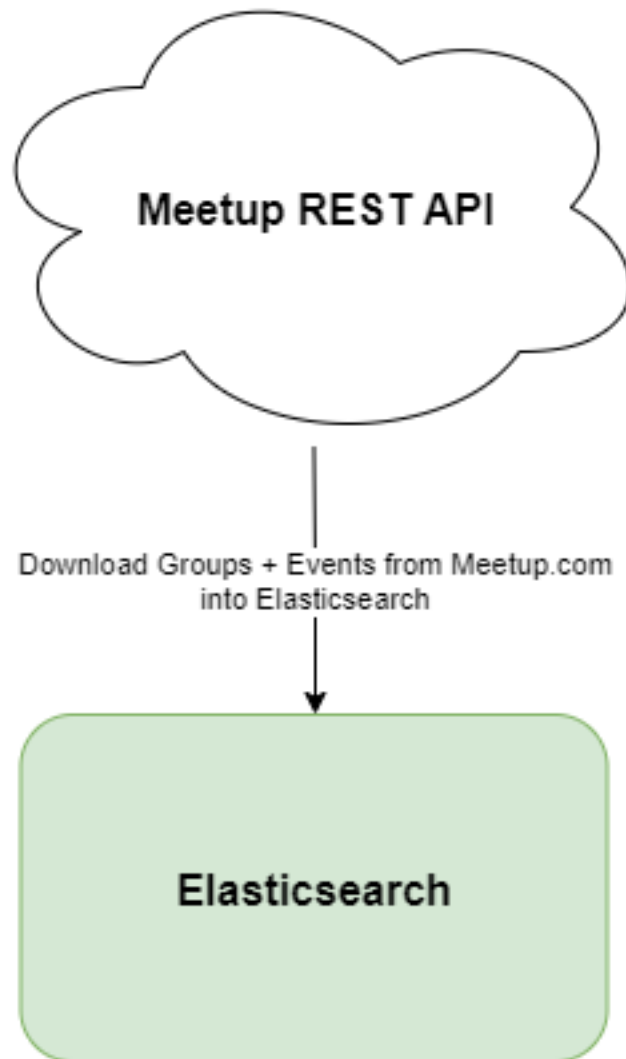 Meetup REST API
Download Groups + Events from Meetup.com
into Elasticsearch
Elasticsearch